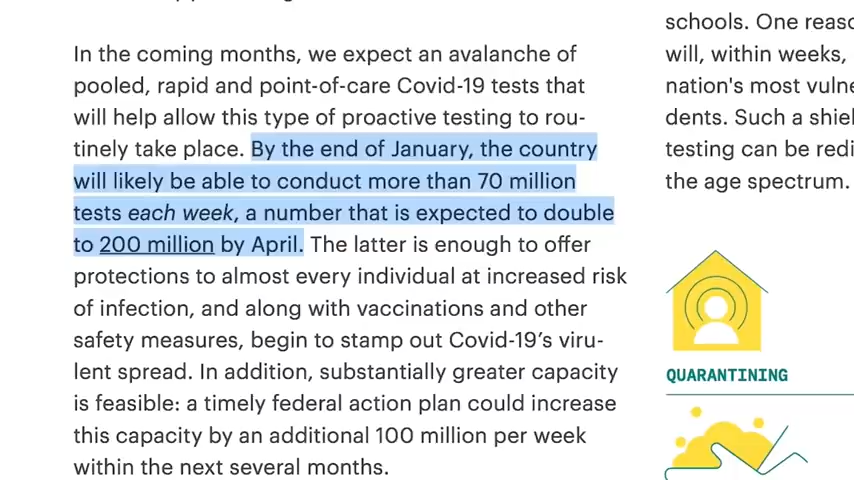 In the coming months, we expect an avalanche of
pooled, rapid and point-of-care Covid-19 tests that
will help allow this type of proactive testing to rou-
tinely take place. By the end of January, the country
will likely be able to conduct more than 70 million
tests each week, a number that is expected to double
to 200 million by April. The latter is enough to offer
protections to almost every individual at increased risk
of infection, and along with vaccinations and other
safety measures, begin to stamp out Covid-19’s viru-
lent spread. In addition, substantially greater capacity
is feasible: a timely federal action plan could increase
this capacity by an additional 100 million per week
within the next several months.
schools. One
will, within weeks,
nation's most
dents. Such a
testing can be
the age spectrum.
QUARANTINING